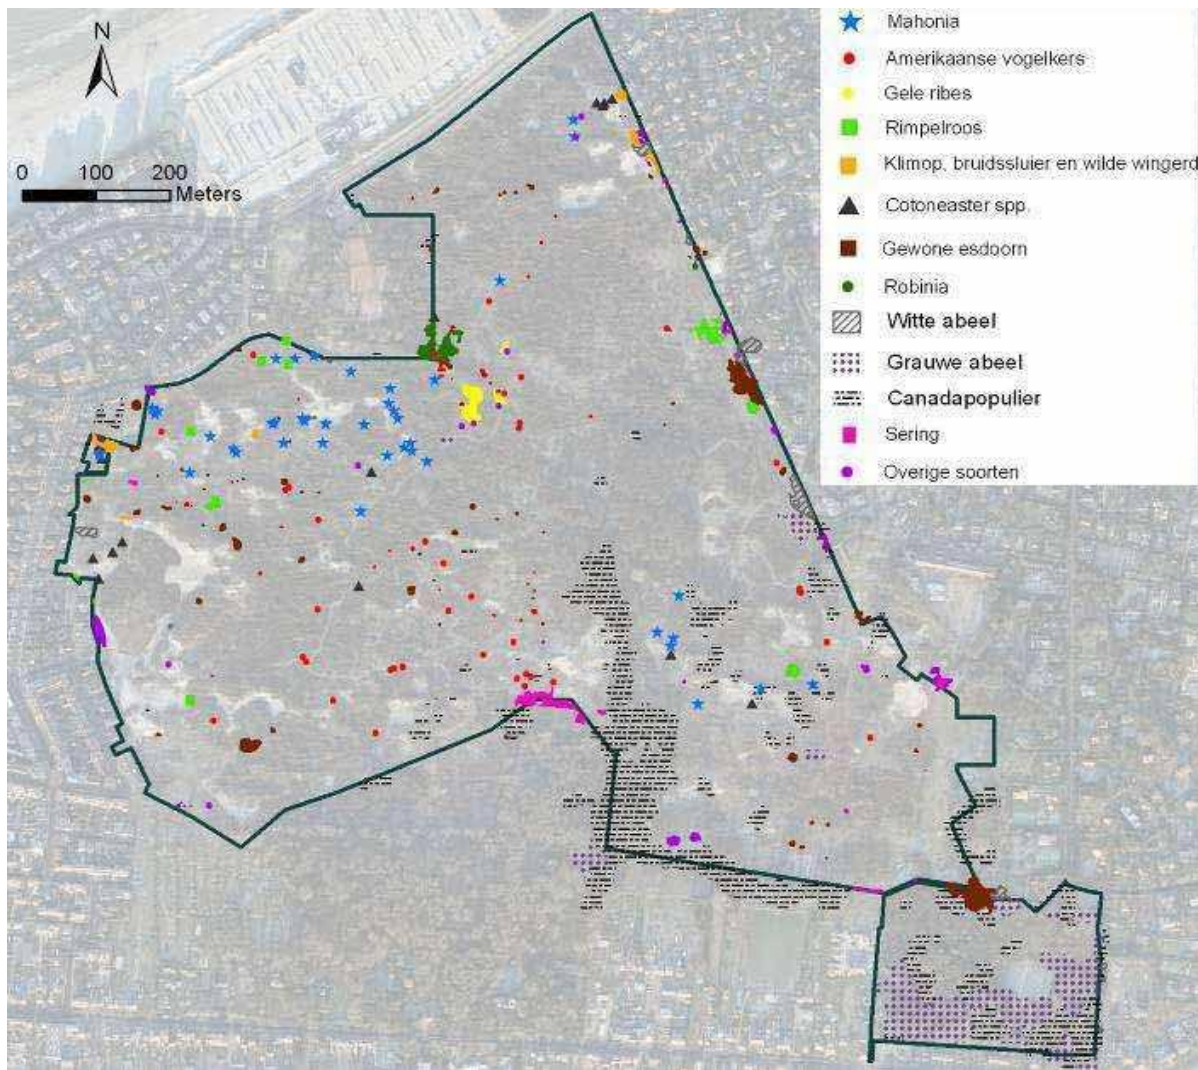 N
0 100 200
Meters
Mahonia
Amerikaanse vogelkers
Gele ribes
Rimpelroos
Klimop, bruidssluier en wilde wingerd
Cotoneaster spp.
Gewone esdoorn
Robinia
Witte abeel
Grauwe abeel
Canadapopulier
Sering
Overige soorten